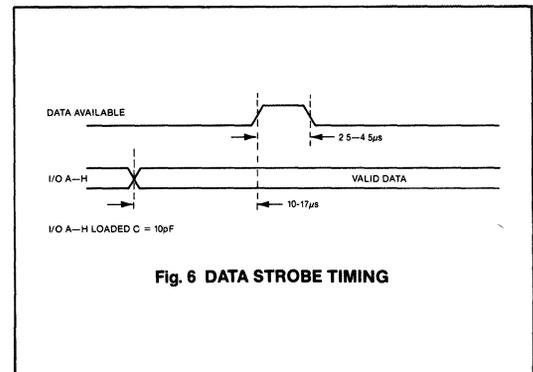 DATA AVAILABLE
2 5—4 5μs
I/O A—H
VALID DATA
10-17μs
I/O A—H LOADED C = 10pF
Fig. 6 DATA STROBE TIMING